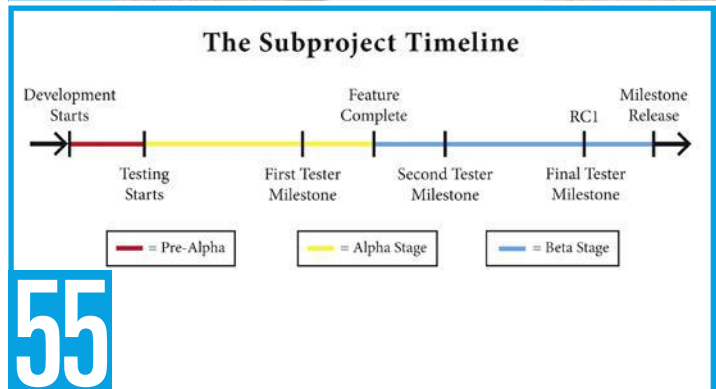 The Subproject Timeline
Development
Starts
Feature
Complete
RC1
Milestone
Release
Testing
Starts
First Tester
Milestone
Second Tester
Milestone
Final Tester
Milestone
= Pre-Alpha
= Alpha Stage
= Beta Stage
55